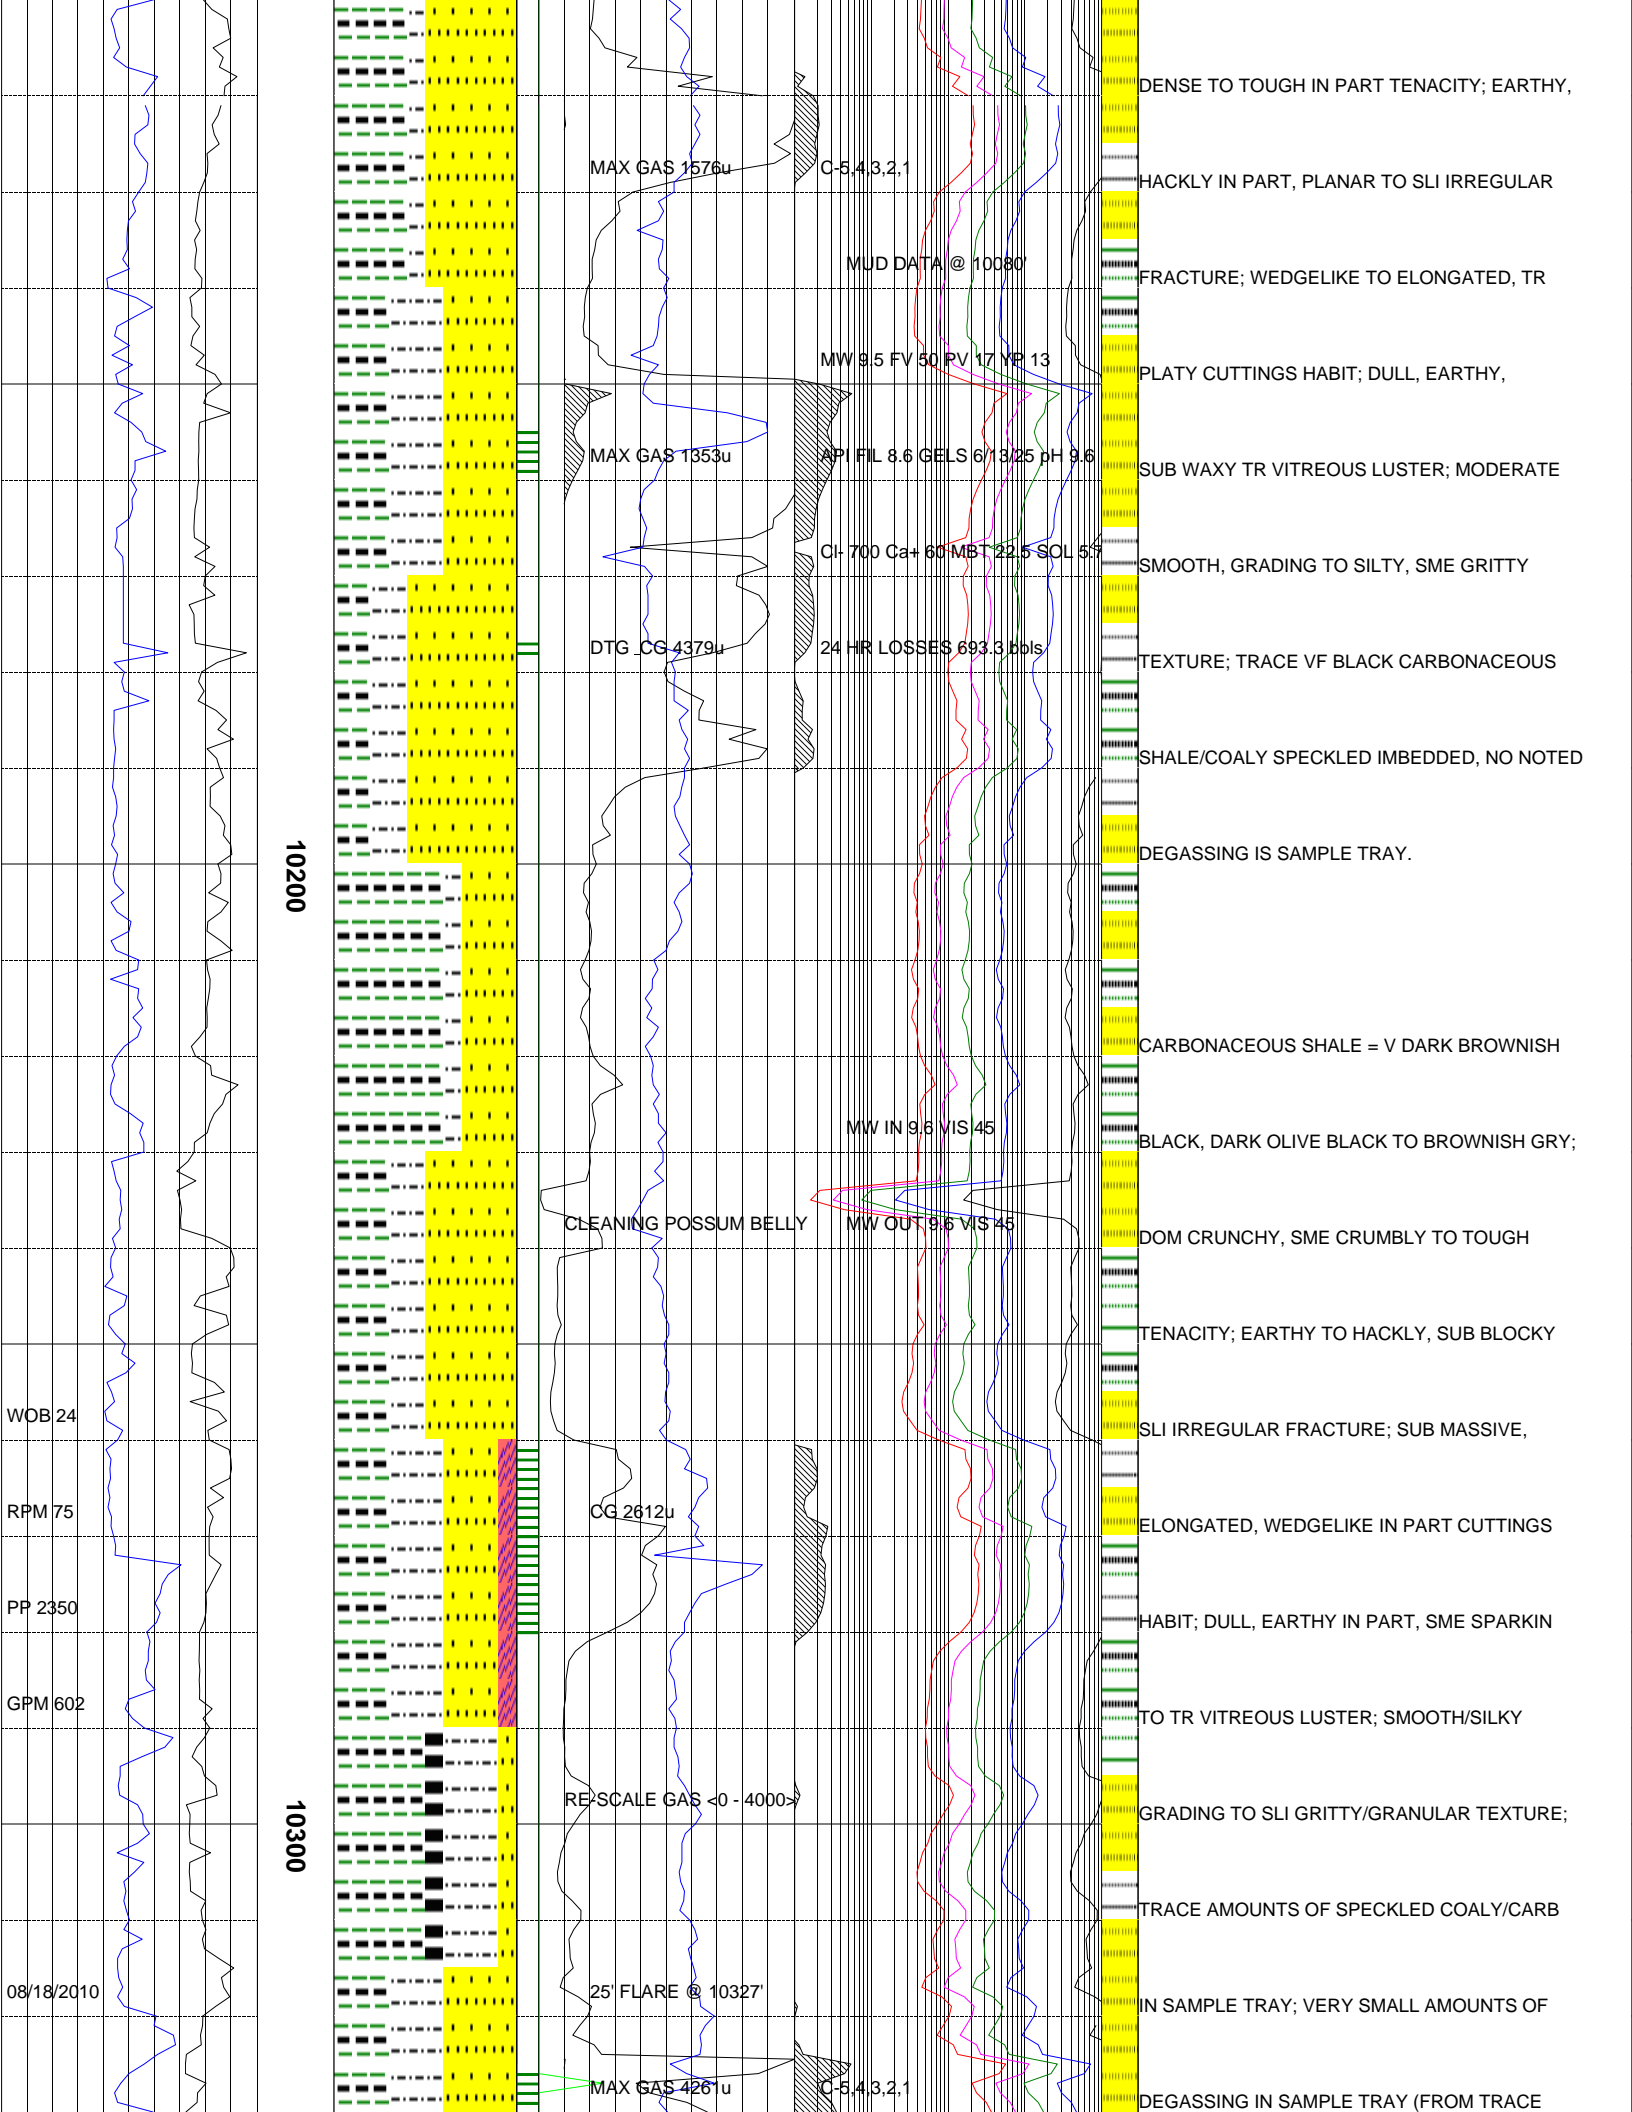 DENSE TO TOUGH IN PART TENACITY; EARTHY,
MAX GAS 1576u
C-5,4,3,2,1
HACKLY IN PART, PLANAR TO SLI IRREGULAR
MUD DATA @ 10080'
FRACTURE; WEDGELIKE TO ELONGATED, TR
MW 9.5 FV 50 PV 17 YP 13
PLATY CUTTINGS HABIT; DULL, EARTHY,
MAX GAS 1353u
API FIL 8.6 GELS 6/13/25 pH 9.6
SUB WAXY TR VITREOUS LUSTER; MODERATE
Cl- 700 Ca+ 60 MBT 22.5 SOL 5.7
SMOOTH, GRADING TO SILTY, SME GRITTY
DTG_CG 4379u
24 HR LOSSES 693.3 bbls
TEXTURE; TRACE VF BLACK CARBONACEOUS
SHALE/COALY SPECKLED IMBEDDED, NO NOTED
10200
DEGASSING IS SAMPLE TRAY.
CARBONACEOUS SHALE = V DARK BROWNISH
MW IN 9.6 VIS 45
BLACK, DARK OLIVE BLACK TO BROWNISH GRY;
CLEANING POSSUM BELLY
MW OUT 9.6 VIS 45
DOM CRUNCHY, SME CRUMBLY TO TOUGH
TENACITY; EARTHY TO HACKLY, SUB BLOCKY
WOB 24
SLI IRREGULAR FRACTURE; SUB MASSIVE,
RPM 75
CG 2612u
ELONGATED, WEDGELIKE IN PART CUTTINGS
PP 2350
HABIT; DULL, EARTHY IN PART, SME SPARKIN
GPM 602
TO TR VITREOUS LUSTER; SMOOTH/SILKY
RE-SCALE GAS <0 - 4000>
10300
GRADING TO SLI GRITTY/GRANULAR TEXTURE;
TRACE AMOUNTS OF SPECKLED COALY/CARB
08/18/2010
25' FLARE @ 10327'
IN SAMPLE TRAY; VERY SMALL AMOUNTS OF
MAX GAS 4261u
C-5,4,3,2,1
DEGASSING IN SAMPLE TRAY (FROM TRACE